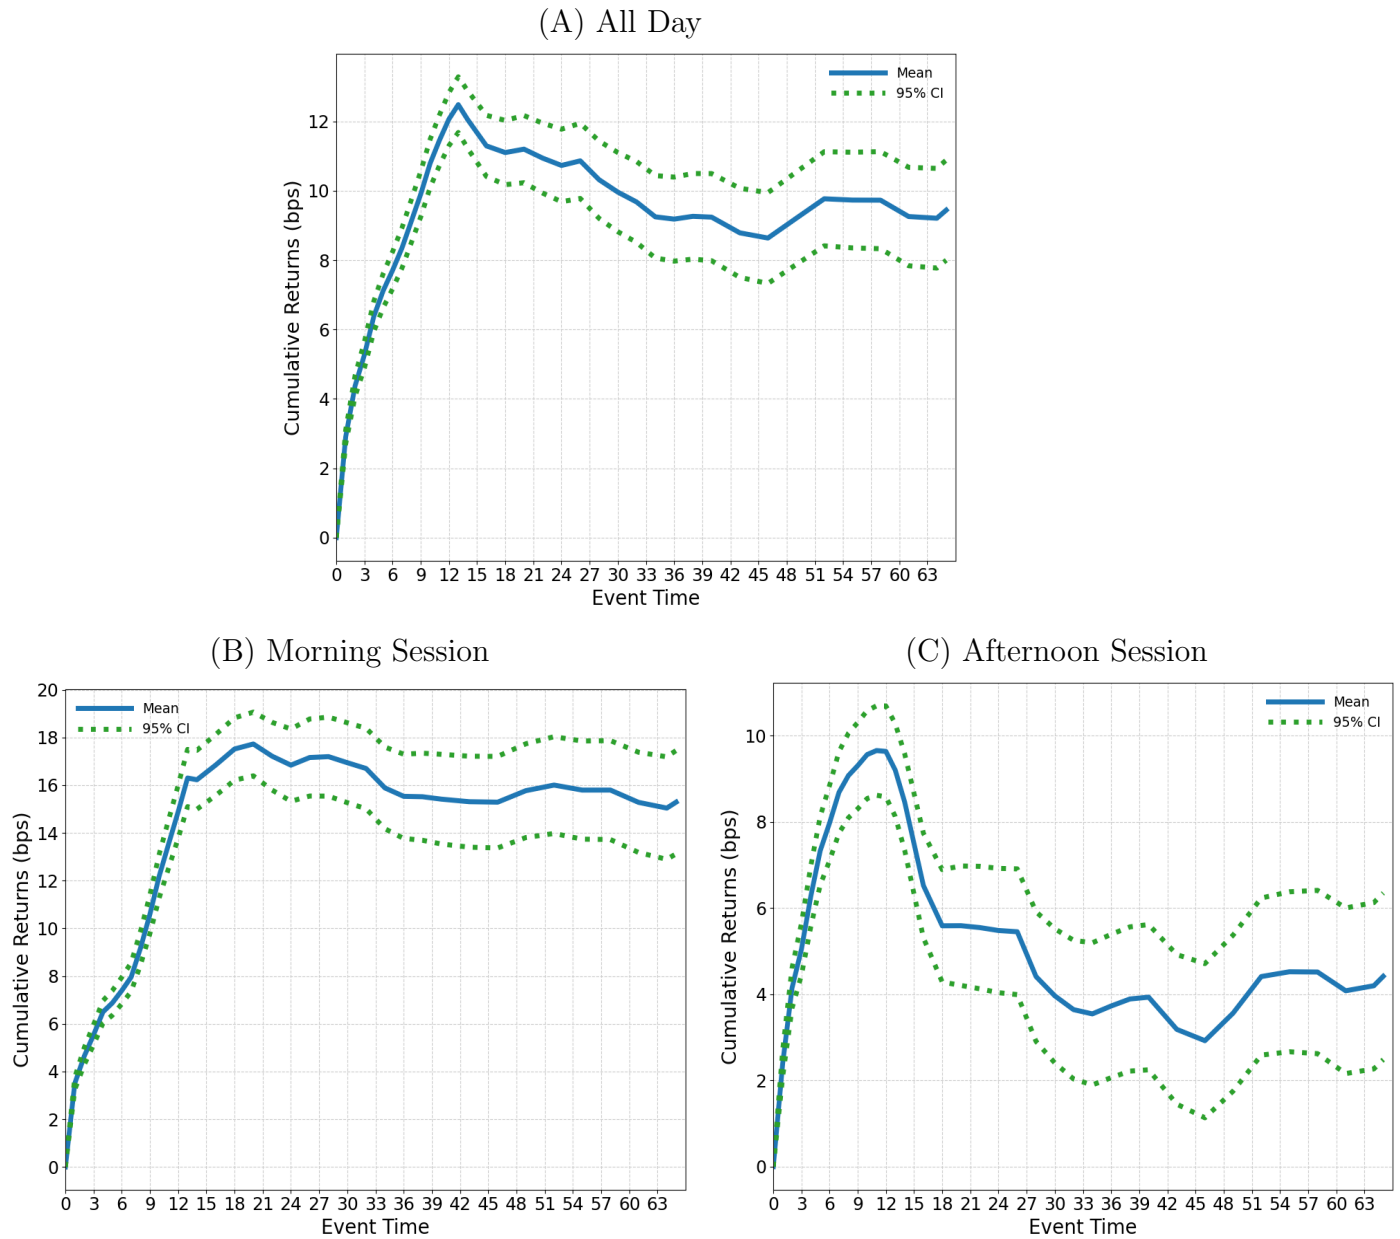 (A) All Day
Mean
95% CI
12
10
8
6
4
2
0
Cumulative Returns (bps)
0 3 6 9 12 15 18 21 24 27 30 33 36 39 42 45 48 51 54 57 60 63
Event Time
(B) Morning Session
Mean
95% CI
20
18
16
14
12
10
8
6
4
2
0
Cumulative Returns (bps)
0 3 6 9 12 15 18 21 24 27 30 33 36 39 42 45 48 51 54 57 60 63
Event Time
(C) Afternoon Session
Mean
95% CI
10
8
6
4
2
0
Cumulative Returns (bps)
0 3 6 9 12 15 18 21 24 27 30 33 36 39 42 45 48 51 54 57 60 63
Event Time